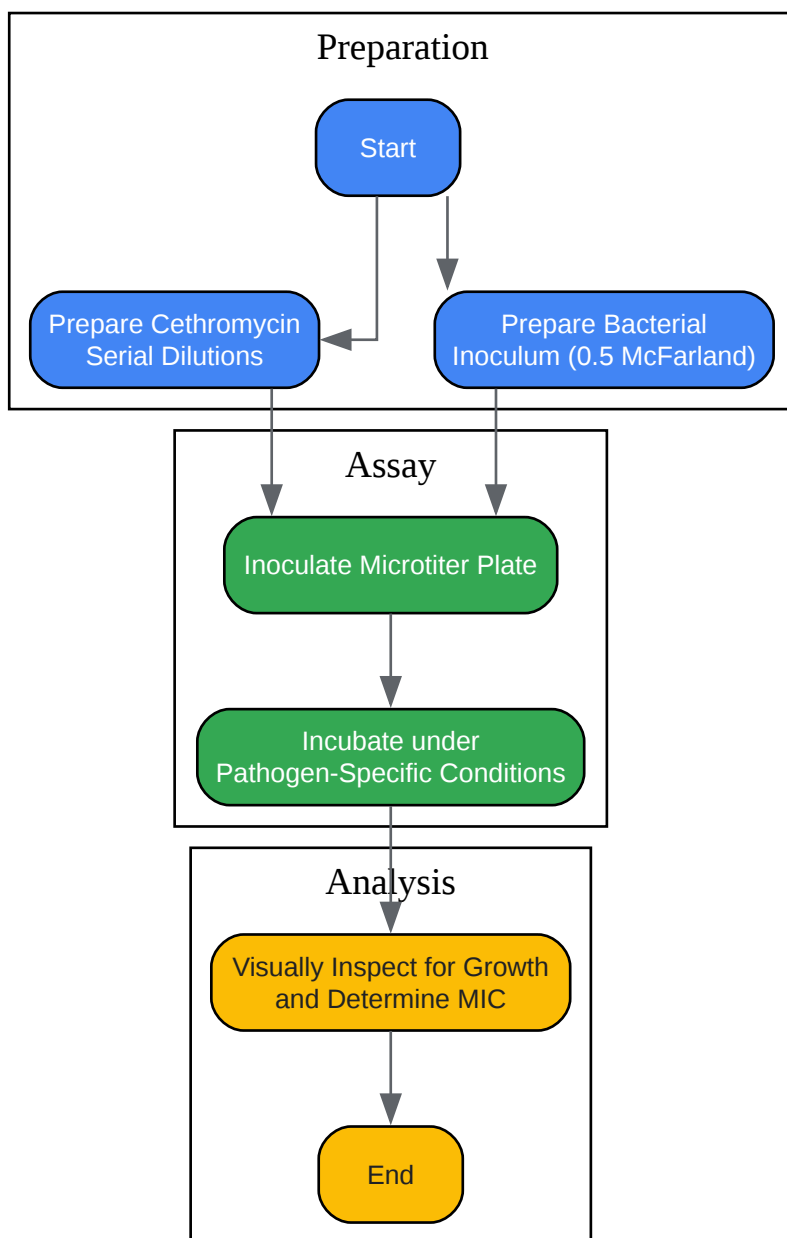 Preparation
Start
Prepare Cethromycin
Serial Dilutions
Prepare Bacterial
Inoculum (0.5 McFarland)
Assay
Inoculate Microtiter Plate
Incubate under
Pathogen-Specific Conditions
Analysis
Visually Inspect for Growth
and Determine MIC
End